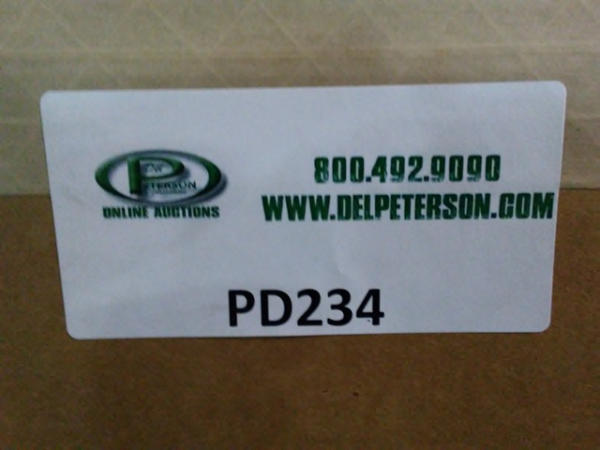 PETERSON
ONLINE AUCTIONS
800.492.9090
WWW.DELPETERSON.COM
PD234